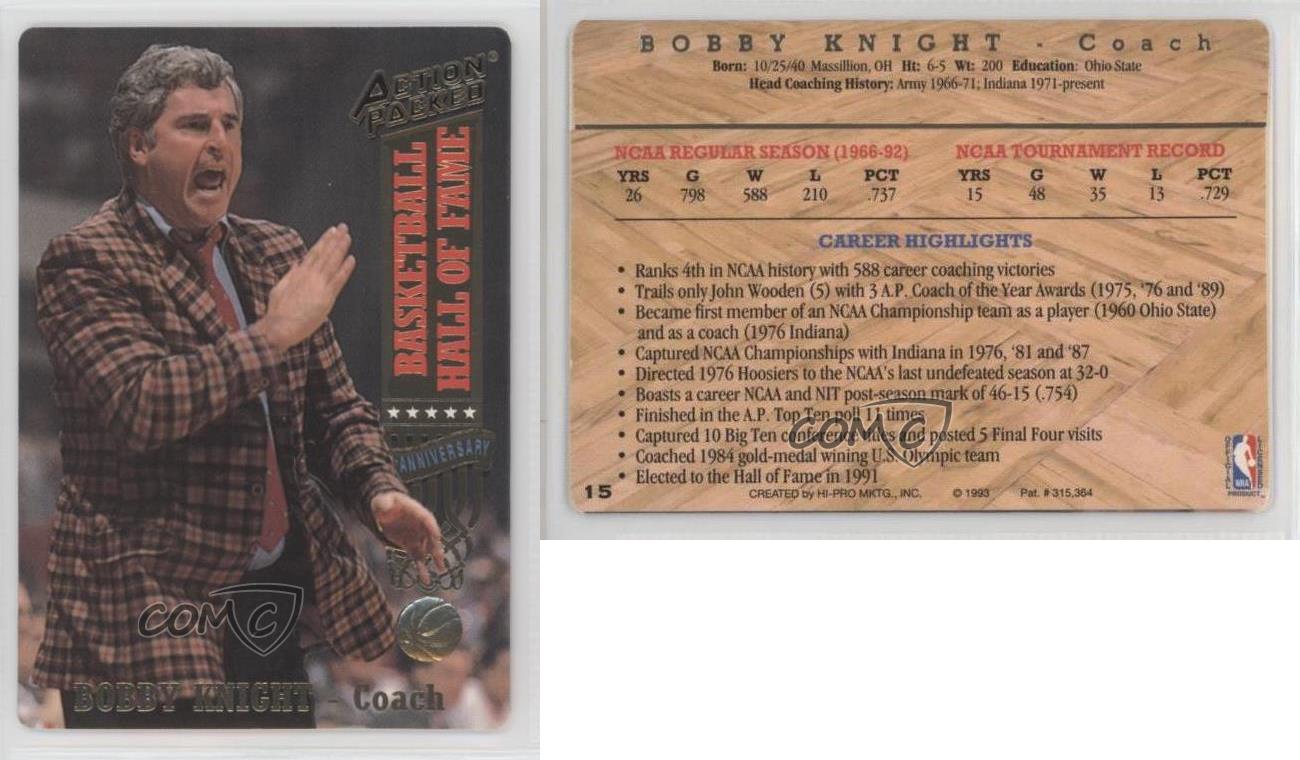 ACTION
PACKED®
BASKETBALL
HALL OF FAME
ANNIVERSARY
COMC
BOBBY KNIGHT - Coach
BOBBY KNIGHT - Coach
Born: 10/25/40 Massillion, OH Ht: 6-5 Wt: 200 Education: Ohio State
Head Coaching History: Army 1966-71; Indiana 1971-present
NCAA REGULAR SEASON (1966-92) NCAA TOURNAMENT RECORD
YRS G W L PCT YRS G W L PCT
26 798 588 210 .737 15 48 35 13 .729
CAREER HIGHLIGHTS
• Ranks 4th in NCAA history with 588 career coaching victories
• Trails only John Wooden (5) with 3 A.P. Coach of the Year Awards (1975, '76 and '89)
• Became first member of an NCAA Championship team as a player (1960 Ohio State)
and as a coach (1976 Indiana)
• Captured NCAA Championships with Indiana in 1976, '81 and '87
• Directed 1976 Hoosiers to the NCAA's last undefeated season at 32-0
• Boasts a career NCAA and NIT post-season mark of 46-15 (.754)
• Finished in the A.P. Top Ten poll 11 times
• Captured 10 Big Ten conference titles and posted 5 Final Four visits
• Coached 1984 gold-medal wining U.S. Olympic team
• Elected to the Hall of Fame in 1991
COMC
OFFICIAL LICENSED
NBA
PRODUCT™
15 CREATED by HI-PRO MKTG., INC. © 1993 Pat. # 315,364